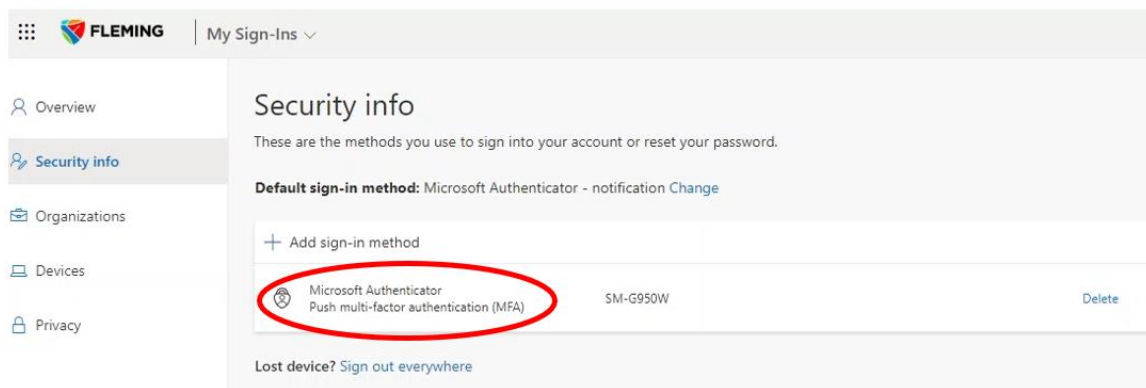 FLEMING
My Sign-Ins
Overview
Security info
Organizations
Devices
Privacy
Security info
These are the methods you use to sign into your account or reset your password.
Default sign-in method: Microsoft Authenticator - notification Change
Add sign-in method
Microsoft Authenticator
Push multi-factor authentication (MFA)
SM-G950W
Delete
Lost device? Sign out everywhere